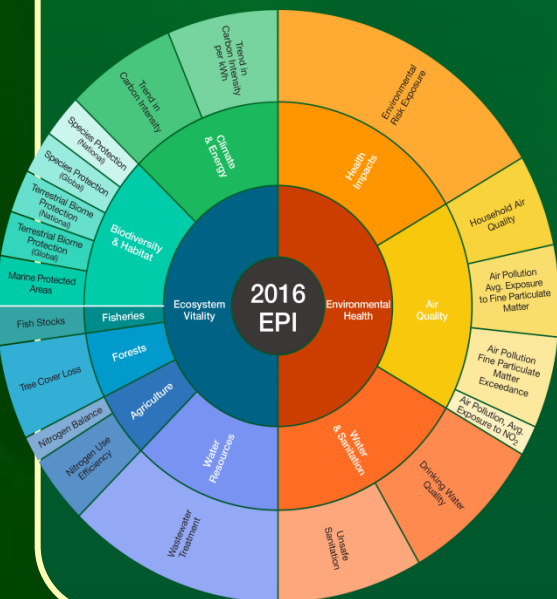 2016
EPI
Environmental
Health
Ecosystem
Vitality
Health
Impacts
Environmental
Risk Exposure
Air
Quality
Household Air
Quality
Air Pollution
Avg. Exposure
to Fine Particulate
Matter
Air Pollution
Fine Particulate
Matter
Exceedance
Air Pollution, Avg.
Exposure to NO₂
Water
& Sanitation
Drinking Water
Quality
Unsafe
Sanitation
Water
Resources
Wastewater
Treatment
Agriculture
Nitrogen Use
Efficiency
Nitrogen Balance
Forests
Tree Cover Loss
Fisheries
Fish Stocks
Biodiversity
& Habitat
Marine Protected
Areas
Terrestrial Biome
Protection
(Global)
Terrestrial Biome
Protection
(National)
Species Protection
(Global)
Species Protection
(National)
Climate
& Energy
Trend in
Carbon Intensity
Trend in
Carbon Intensity
per kWh